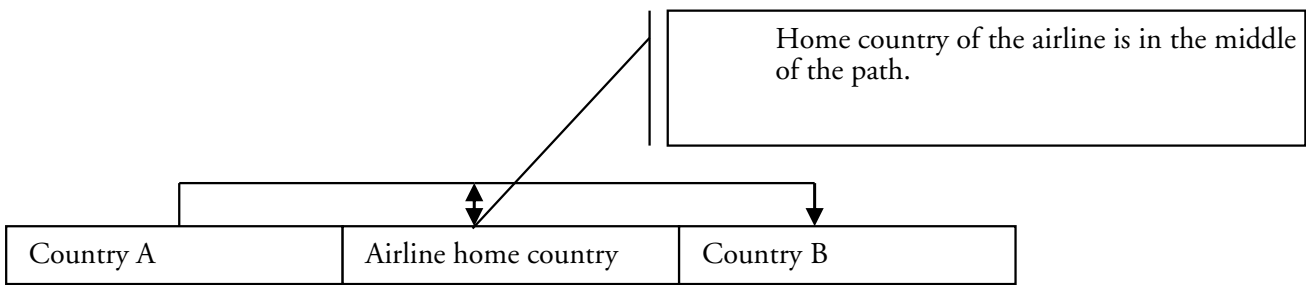 Home country of the airline is in the middle
of the path.
Country A
Airline home country
Country B